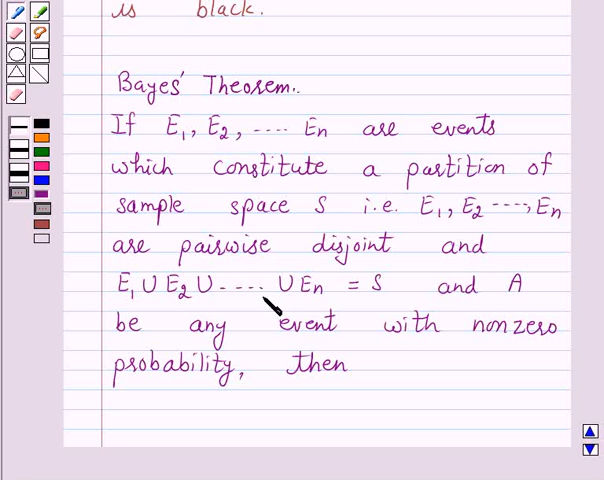 is black.
Bayes' Theorem.
If E₁, E₂, ---- En are events
which constitute a partition of
sample space S i.e. E₁, E₂ ----, En
are pairwise disjoint and
E₁ U E₂ U ---- U En = S and A
be any event with nonzero
probability, then